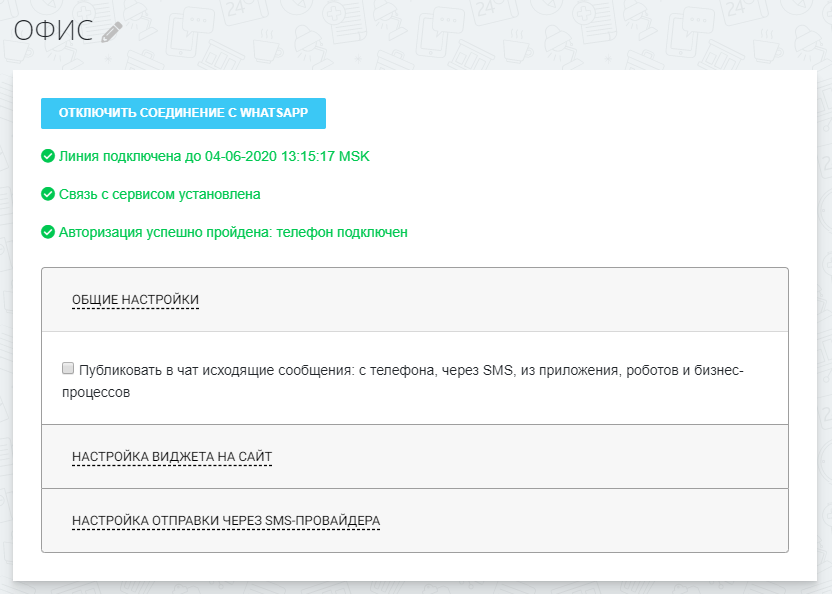 ОФИС
ОТКЛЮЧИТЬ СОЕДИНЕНИЕ С WHATSAPP
Линия подключена до 04-06-2020 13:15:17 MSK
Связь с сервисом установлена
Авторизация успешно пройдена: телефон подключен
ОБЩИЕ НАСТРОЙКИ
Публиковать в чат исходящие сообщения: с телефона, через SMS, из приложения, роботов и бизнес-
процессов
НАСТРОЙКА ВИДЖЕТА НА САЙТ
НАСТРОЙКА ОТПРАВКИ ЧЕРЕЗ SMS-ПРОВАЙДЕРА